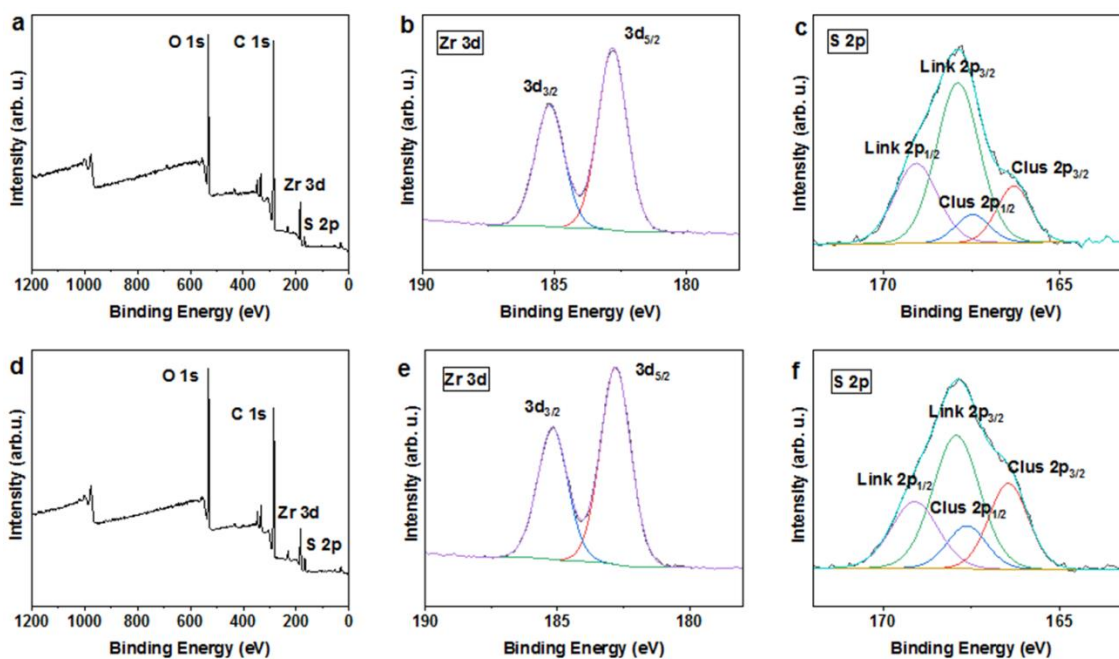 a
O 1s
C 1s
Zr 3d
S 2p
Intensity (arb. u.)
1200 1000 800 600 400 200 0
Binding Energy (eV)
b
Zr 3d
3d5/2
3d3/2
Intensity (arb. u.)
190 185 180
Binding Energy (eV)
c
S 2p
Link 2p3/2
Link 2p1/2
Clus 2p3/2
Clus 2p1/2
Intensity (arb. u.)
170 165
Binding Energy (eV)
d
O 1s
C 1s
Zr 3d
S 2p
Intensity (arb.u.)
1200 1000 800 600 400 200 0
Binding Energy (eV)
e
Zr 3d
3d5/2
3d3/2
Intensity (arb. u.)
190 185 180
Binding Energy (eV)
f
S 2p
Link 2p3/2
Clus 2p3/2
Link 2p1/2
Clus 2p1/2
Intensity (arb. u.)
170 165
Binding Energy (eV)